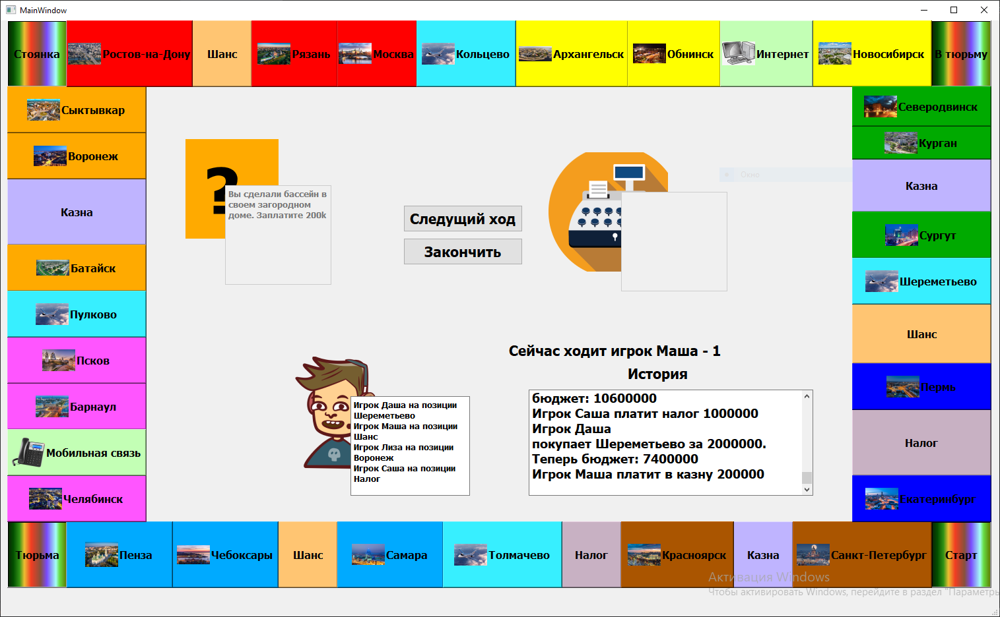 MainWindow
Стоянка
Ростов-на-Дону
Шанс
Рязань
Москва
Кольцево
Архангельск
Обнинск
Интернет
Новосибирск
В тюрьму
Сыктывкар
Северодвинск
Воронеж
Курган
Казна
Казна
Окно
?
Вы сделали бассейн в
своем загородном
доме. Заплатите 200k
Следущий ход
Закончить
Сургут
Батайск
Шереметьево
Пулково
Шанс
Псков
Сейчас ходит игрок Маша - 1
История
Пермь
Барнаул
Игрок Даша на позиции
Шереметьево
Игрок Маша на позиции
Шанс
Игрок Лиза на позиции
Воронеж
Игрок Саша на позиции
Налог
бюджет: 10600000
Игрок Саша платит налог 1000000
Игрок Даша
покупает Шереметьево за 2000000.
Теперь бюджет: 7400000
Игрок Маша платит в казну 200000
Налог
Мобильная связь
Челябинск
Екатеринбург
Тюрьма
Пенза
Чебоксары
Шанс
Самара
Толмачево
Налог
Красноярск
Казна
Санкт-Петербург
Старт
Активация Windows
Чтобы активировать Windows, перейдите в раздел "Параметры